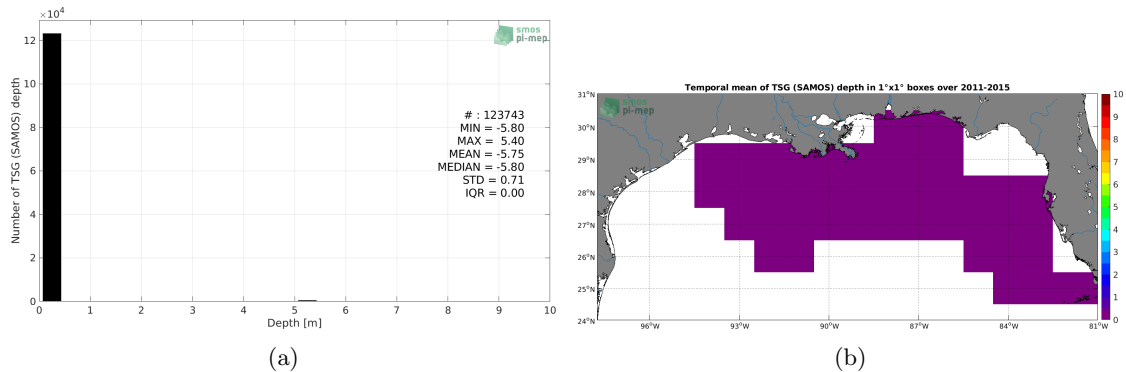 ×10⁴
smos
pi-mep
12
10
8
6
4
2
0
Number of TSG (SAMOS) depth
# : 123743
MIN = -5.80
MAX = 5.40
MEAN = -5.75
MEDIAN = -5.80
STD = 0.71
IQR = 0.00
0 1 2 3 4 5 6 7 8 9 10
Depth [m]
(a)
Temporal mean of TSG (SAMOS) depth in 1°x1° boxes over 2011-2015
smos
pi-mep
31°N
30°N
29°N
28°N
27°N
26°N
25°N
24°N
96°W 93°W 90°W 87°W 84°W 81°W
10
9
8
7
6
5
4
3
2
1
0
(b)